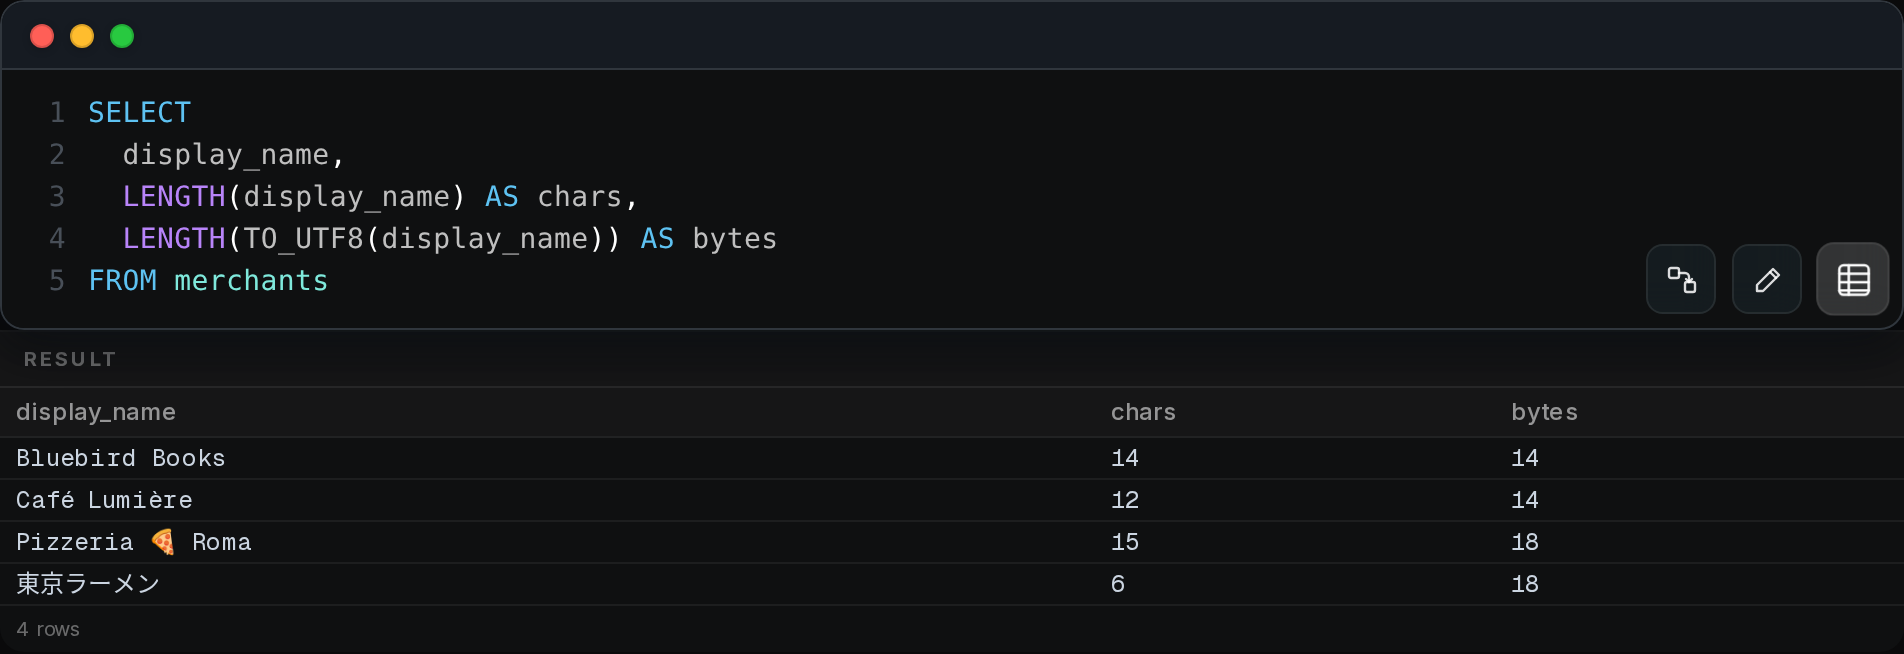 1 SELECT
2   display_name,
3   LENGTH(display_name) AS chars,
4   LENGTH(TO_UTF8(display_name)) AS bytes
5 FROM merchants
RESULT
display_name chars bytes
Bluebird Books 14 14
Café Lumière 12 14
Pizzeria 🍕 Roma 15 18
東京ラーメン 6 18
4 rows